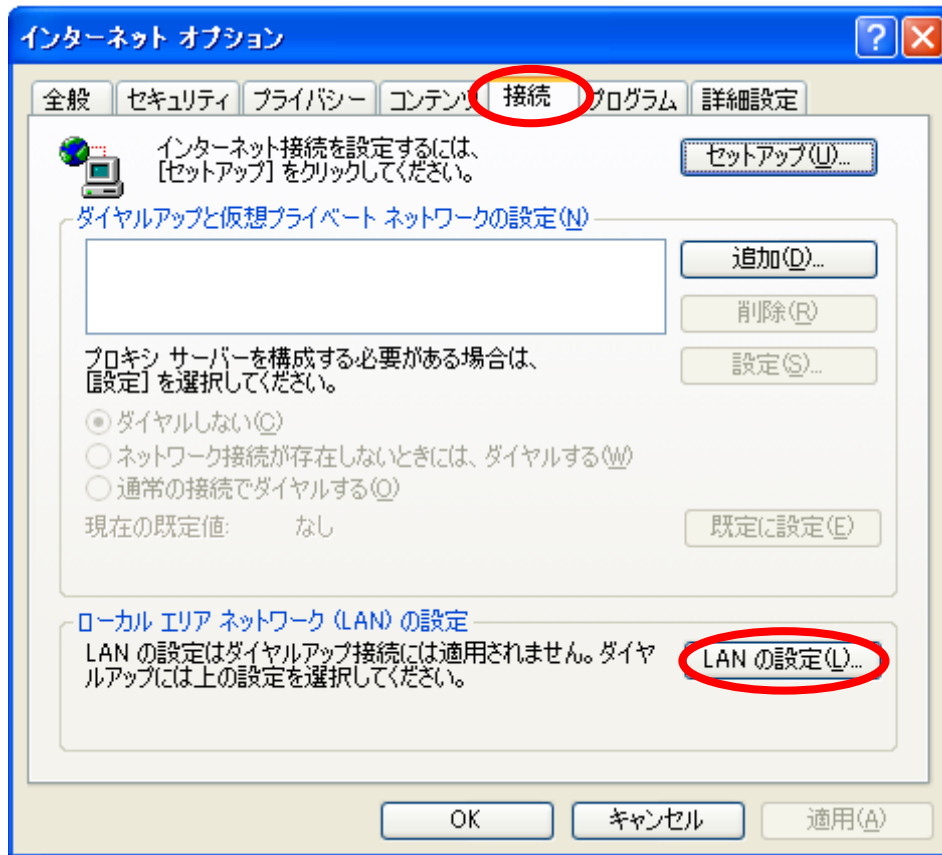 インターネット オプション
全般 セキュリティ プライバシー コンテンツ 接続 プログラム 詳細設定
インターネット接続を設定するには、
[セットアップ] をクリックしてください。
セットアップ(U)...
ダイヤルアップと仮想プライベート ネットワークの設定(N)
追加(D)...
削除(R)
プロキシ サーバーを構成する必要がある場合は、
[設定] を選択してください。
設定(S)...
ダイヤルしない(C)
ネットワーク接続が存在しないときには、ダイヤルする(W)
通常の接続でダイヤルする(O)
現在の既定値: なし
既定に設定(E)
ローカル エリア ネットワーク (LAN) の設定
LAN の設定はダイヤルアップ接続には適用されません。ダイヤ
ルアップには上の設定を選択してください。
LAN の設定(L)...
OK キャンセル 適用(A)